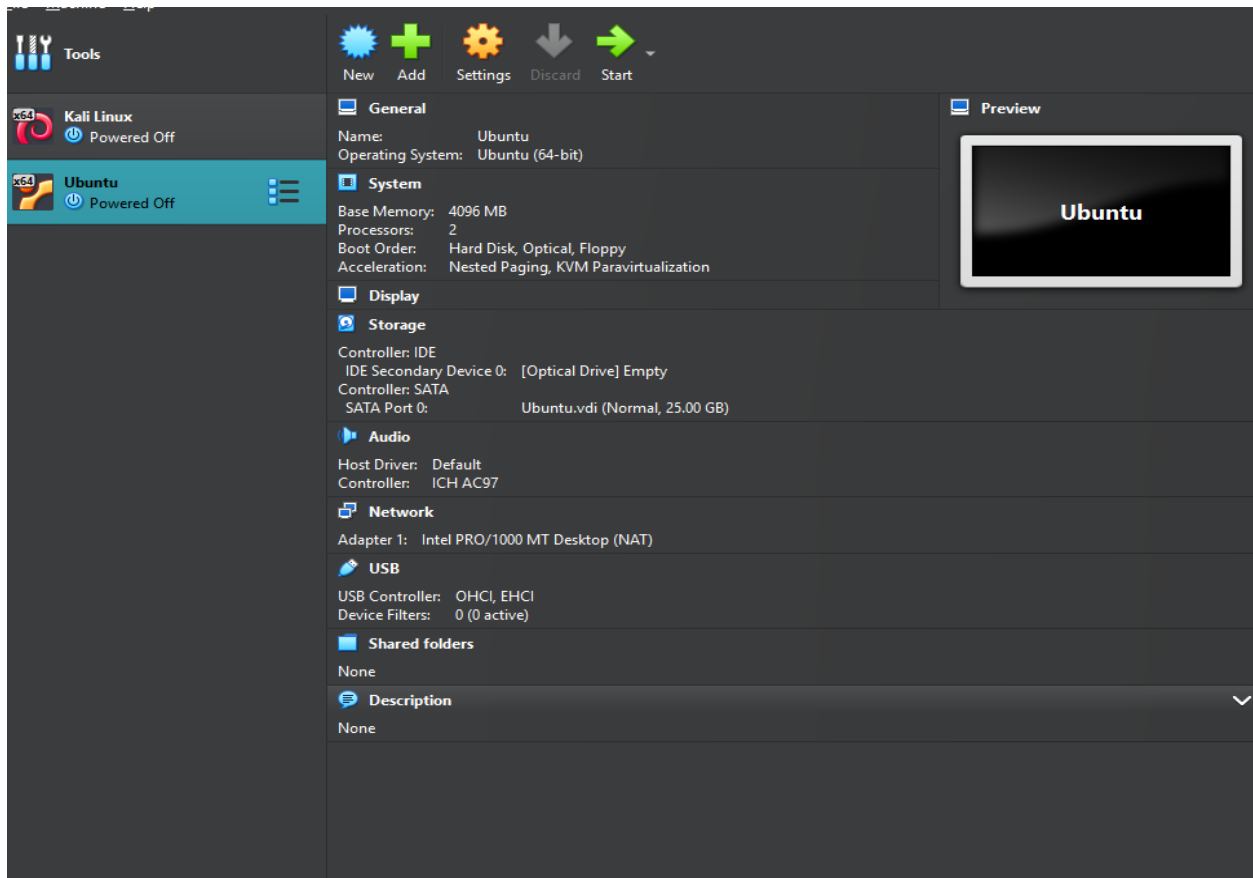 Tools
New Add Settings Discard Start
x64 Kali Linux
Powered Off
x64 Ubuntu
Powered Off
General
Name: Ubuntu
Operating System: Ubuntu (64-bit)
System
Base Memory: 4096 MB
Processors: 2
Boot Order: Hard Disk, Optical, Floppy
Acceleration: Nested Paging, KVM Paravirtualization
Display
Preview
Ubuntu
Storage
Controller: IDE
IDE Secondary Device 0: [Optical Drive] Empty
Controller: SATA
SATA Port 0: Ubuntu.vdi (Normal, 25.00 GB)
Audio
Host Driver: Default
Controller: ICH AC97
Network
Adapter 1: Intel PRO/1000 MT Desktop (NAT)
USB
USB Controller: OHCI, EHCI
Device Filters: 0 (0 active)
Shared folders
None
Description
None